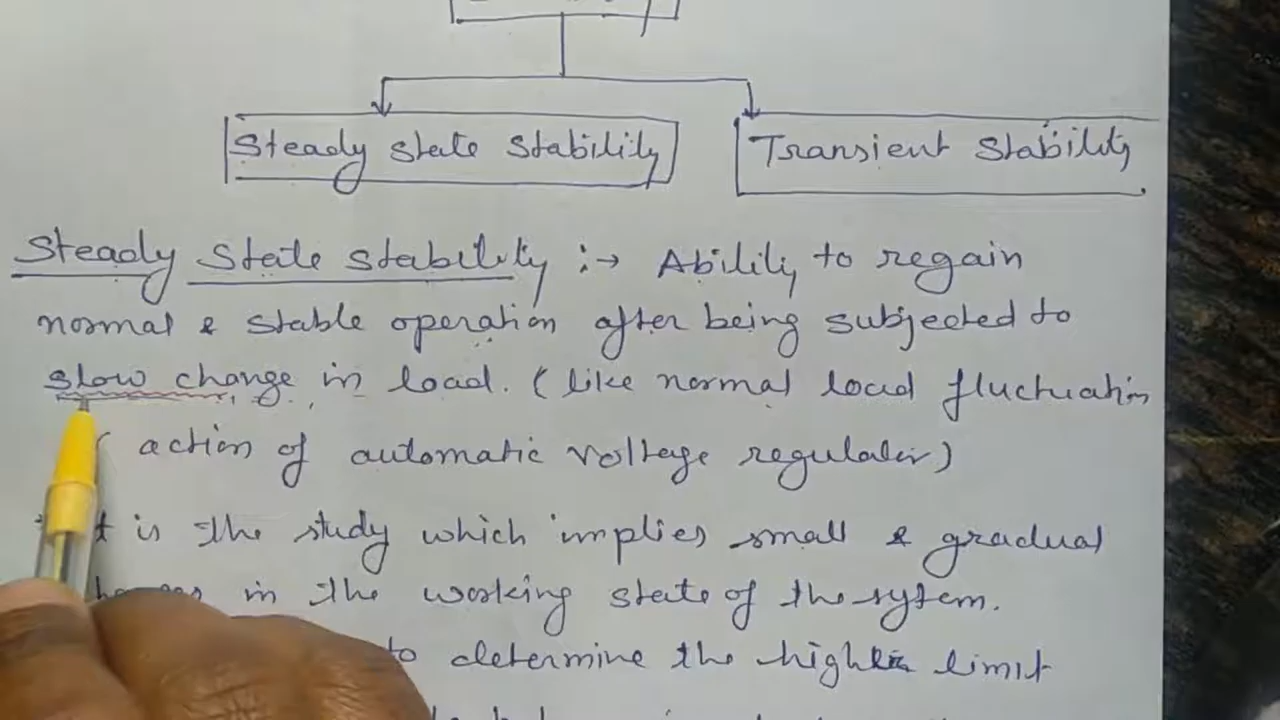 Steady state stability
Transient stability
Steady state stability :→ Ability to regain
normal & stable operation after being subjected to
slow change in load. (like normal load fluctuation
action of automatic voltage regulator)
is the study which implies small & gradual
in the working state of the sytem.
to determine the limit